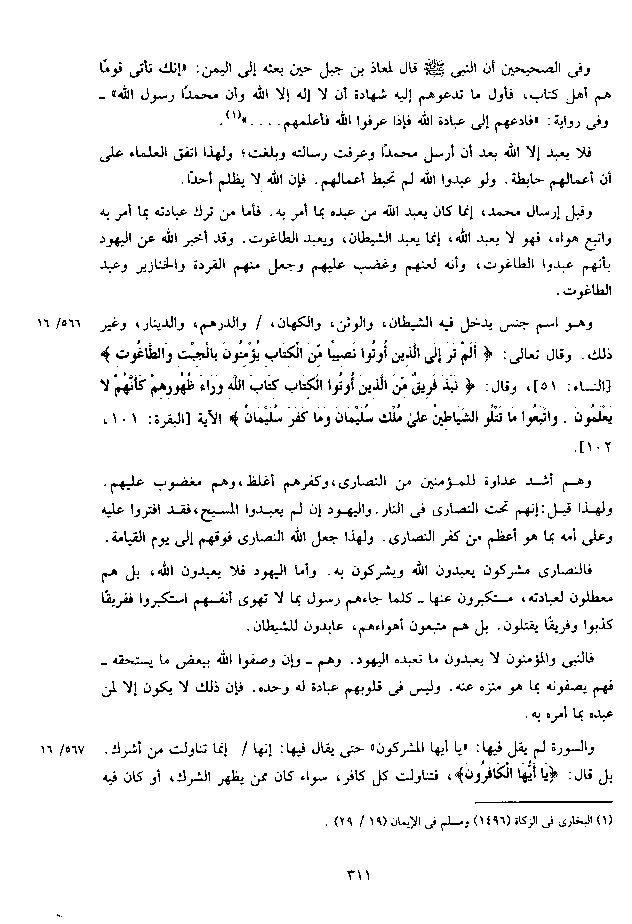 وفى الصحيحين أن النبى ﷺ قال لمعاذ بن جبل حين بعثه إلى اليمن: «إنك تأتى قومًا
هم أهل كتاب، فأول ما تدعوهم إليه شهادة أن لا إله إلا الله وأن محمدًا رسول الله» ـ
وفى رواية: «فادعهم إلى عبادة الله فإذا عرفوا الله فأعلمهم. . . .»(١).
فلا يعبد إلا الله بعد أن أرسل محمدًا وعرفت رسالته وبلغت؛ ولهذا اتفق العلماء على
أن أعمالهم حابطة. ولو عبدوا الله لم تحبط أعمالهم. فإن الله لا يظلم أحدًا.
وقبل إرسال محمد، إنما كان يعبد الله من عبده بما أمر به. فأما من ترك عبادته بما أمر به
واتبع هواه، فهو لا يعبد الله، إنما يعبد الشيطان، ويعبد الطاغوت. وقد أخبر الله عن اليهود
بأنهم عبدوا الطاغوت، وأنه لعنهم وغضب عليهم وجعل منهم القردة والخنازير وعبد
الطاغوت.
وهو اسم جنس يدخل فيه الشيطان، والوثن، والكهان، / والدرهم، والدينار، وغير ١٦/٥٦٦
ذلك. وقال تعالى: ﴿ أَلَمْ تَرَ إِلَى الَّذِينَ أُوتُوا نَصِيبًا مِّنَ الْكِتَابِ يُؤْمِنُونَ بِالْجِبْتِ وَالطَّاغُوتِ ﴾
[النساء: ٥١]، وقال: ﴿ نَبَذَ فَرِيقٌ مِّنَ الَّذِينَ أُوتُوا الْكِتَابَ كِتَابَ اللَّهِ وَرَاءَ ظُهُورِهِمْ كَأَنَّهُمْ لا
يَعْلَمُونَ . وَاتَّبَعُوا مَا تَتْلُو الشَّيَاطِينُ عَلَىٰ مُلْكِ سُلَيْمَانَ وَمَا كَفَرَ سُلَيْمَانُ ﴾ الآية [البقرة: ١٠١،
١٠٢].
وهم أشد عداوة للمؤمنين من النصارى، وكفرهم أغلظ، وهم مغضوب عليهم.
ولهذا قيل: إنهم تحت النصارى فى النار. واليهود إن لم يعبدوا المسيح، فقد افتروا عليه
وعلى أمه بما هو أعظم من كفر النصارى. ولهذا جعل الله النصارى فوقهم إلى يوم القيامة.
فالنصارى مشركون يعبدون الله ويشركون به. وأما اليهود فلا يعبدون الله، بل هم
معطلون لعبادته، مستكبرون عنها ـ كلما جاءهم رسول بما لا تهوى أنفسهم استكبروا ففريقًا
كذبوا وفريقًا يقتلون. بل هم متبعون أهواءهم، عابدون للشيطان.
فالنبى والمؤمنون لا يعبدون ما تعبده اليهود. وهم ـ وإن وصفوا الله ببعض ما يستحقه ـ
فهم يصفونه بما هو منزه عنه. وليس فى قلوبهم عبادة له وحده. فإن ذلك لا يكون إلا لمن
عبده بما أمره به.
والسورة لم يقل فيها: «يا أيها المشركون» حتى يقال فيها: إنها / إنما تناولت من أشرك. ١٦/٥٦٧
بل قال: ﴿يَا أَيُّهَا الْكَافِرُونَ﴾، فتناولت كل كافر، سواء كان ممن يظهر الشرك، أو كان فيه
(١) البخارى فى الزكاة (١٤٩٦) ومسلم فى الإيمان (١٩ / ٢٩) .
٣١١